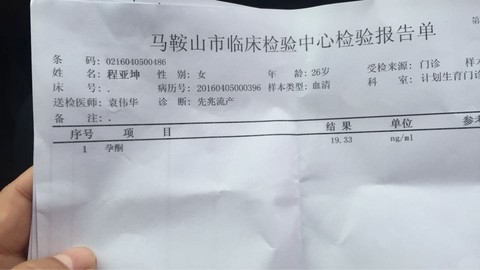 第
马鞍山市临床检验中心检验报告单
条 码：0216040500486
姓 名：程亚坤 性 别：女 年 龄：26岁 受检来源：门诊 样本
床 号：. 病历号：20160405000396 样本类型：血清 科 室：计划生育门诊
送检医师：袁伟华 诊 断：先兆流产
备 注：.
序号 项 目 结 果 单位 参考
1 孕酮 19.33 ng/ml